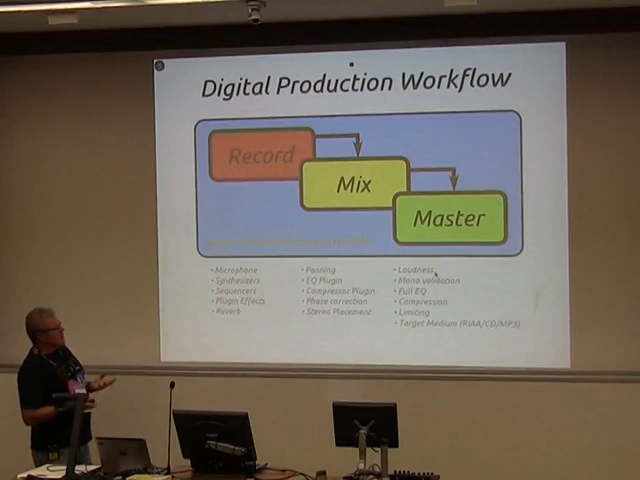 Digital Production Workflow
Record
Mix
Master
• Microphone
• Synthesizers
• Sequencers
• Plugin Effects
• Reverb
• Panning
• EQ Plugin
• Compressor Plugin
• Phase correction
• Stereo Placement
• Loudness
• Mono validation
• Full EQ
• Compression
• Limiting
• Target Medium (RIAA/CD/MP3)